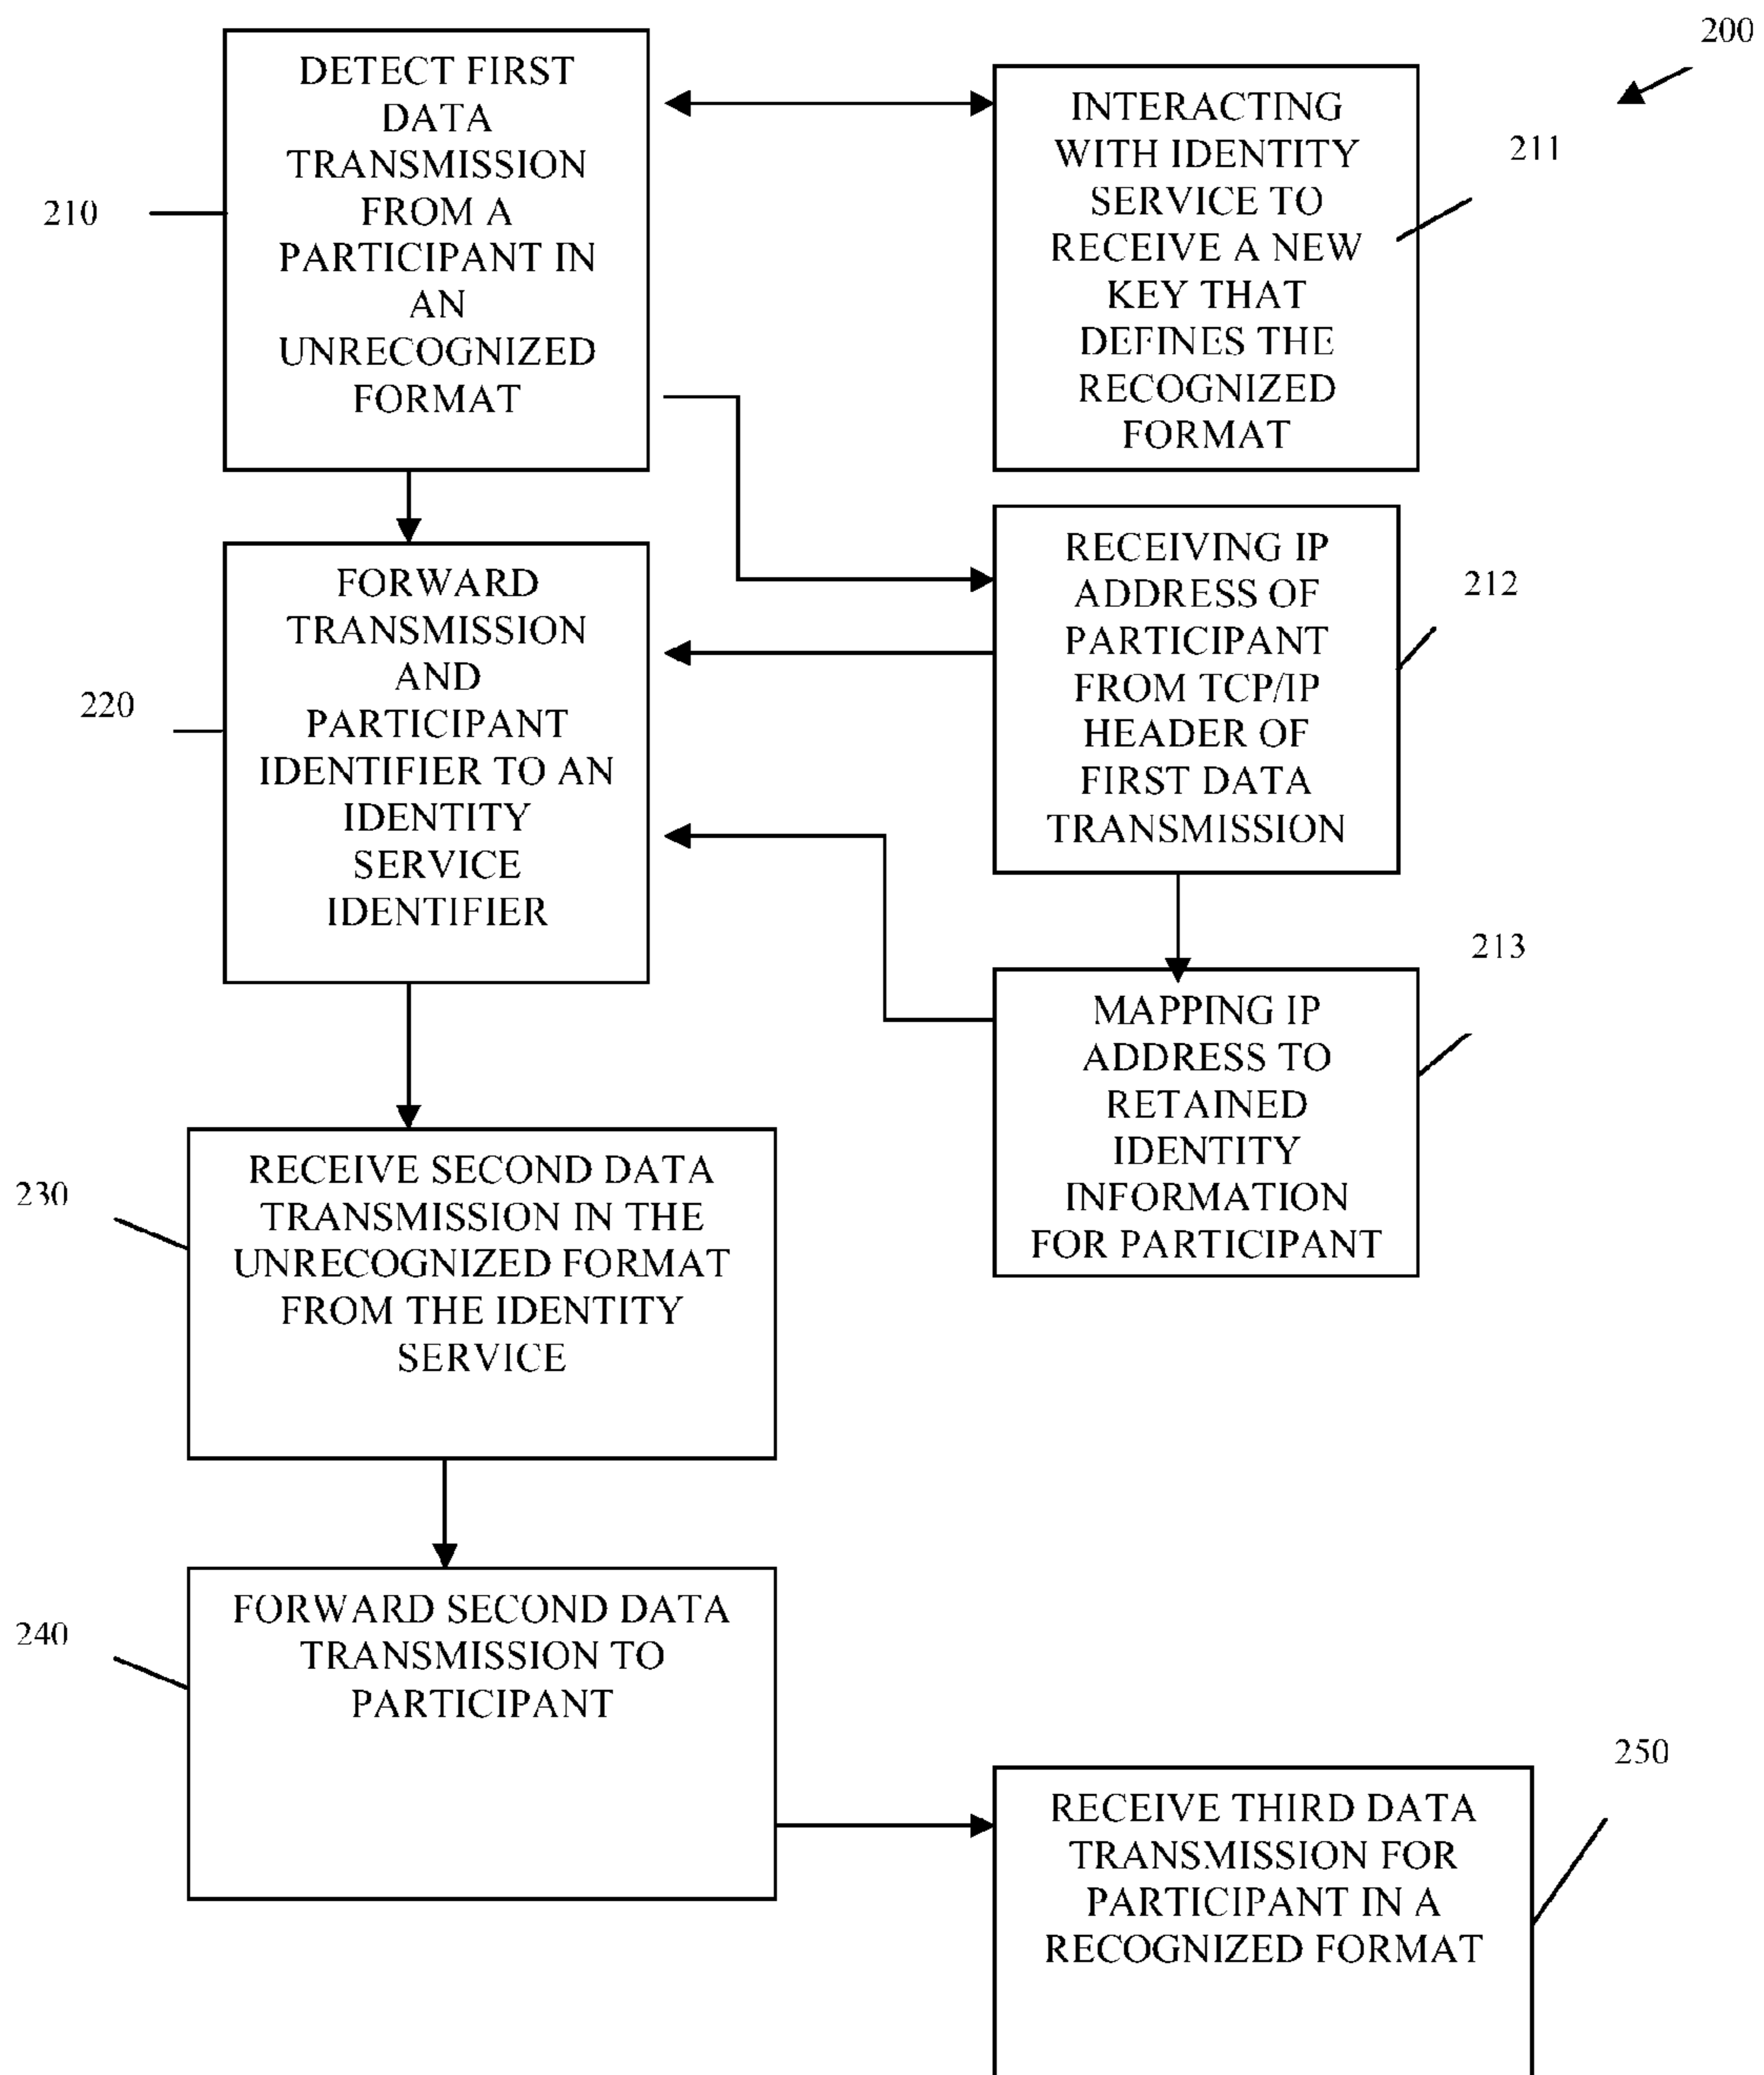 200
DETECT FIRST
DATA
TRANSMISSION
FROM A
PARTICIPANT IN
AN
UNRECOGNIZED
FORMAT
210
INTERACTING
WITH IDENTITY
SERVICE TO
RECEIVE A NEW
KEY THAT
DEFINES THE
RECOGNIZED
FORMAT
211
FORWARD
TRANSMISSION
AND
PARTICIPANT
IDENTIFIER TO AN
IDENTITY
SERVICE
IDENTIFIER
220
RECEIVING IP
ADDRESS OF
PARTICIPANT
FROM TCP/IP
HEADER OF
FIRST DATA
TRANSMISSION
212
MAPPING IP
ADDRESS TO
RETAINED
IDENTITY
INFORMATION
FOR PARTICIPANT
213
RECEIVE SECOND DATA
TRANSMISSION IN THE
UNRECOGNIZED FORMAT
FROM THE IDENTITY
SERVICE
230
FORWARD SECOND DATA
TRANSMISSION TO
PARTICIPANT
240
RECEIVE THIRD DATA
TRANSMISSION FOR
PARTICIPANT IN A
RECOGNIZED FORMAT
250